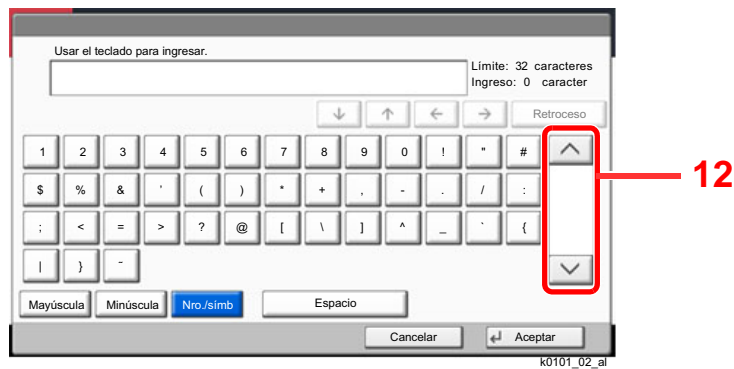 Usar el teclado para ingresar.
Límite: 32 caracteres
Ingreso: 0 caracter
Retroceso
1 2 3 4 5 6 7 8 9 0 ! " #
$ % & ' ( ) * + , - . / :
; < = > ? @ [ \ ] ^ _ ` {
| } ~
12
Mayúscula Minúscula Nro./símb Espacio
Cancelar Aceptar
k0101_02_al